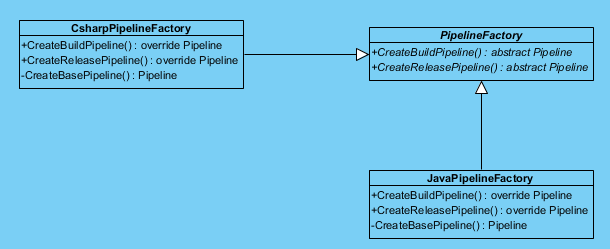 CsharpPipelineFactory
+CreateBuildPipeline() : override Pipeline
+CreateReleasePipeline() : override Pipeline
-CreateBasePipeline() : Pipeline
PipelineFactory
+CreateBuildPipeline() : abstract Pipeline
+CreateReleasePipeline() : abstract Pipeline
JavaPipelineFactory
+CreateBuildPipeline() : override Pipeline
+CreateReleasePipeline() : override Pipeline
-CreateBasePipeline() : Pipeline